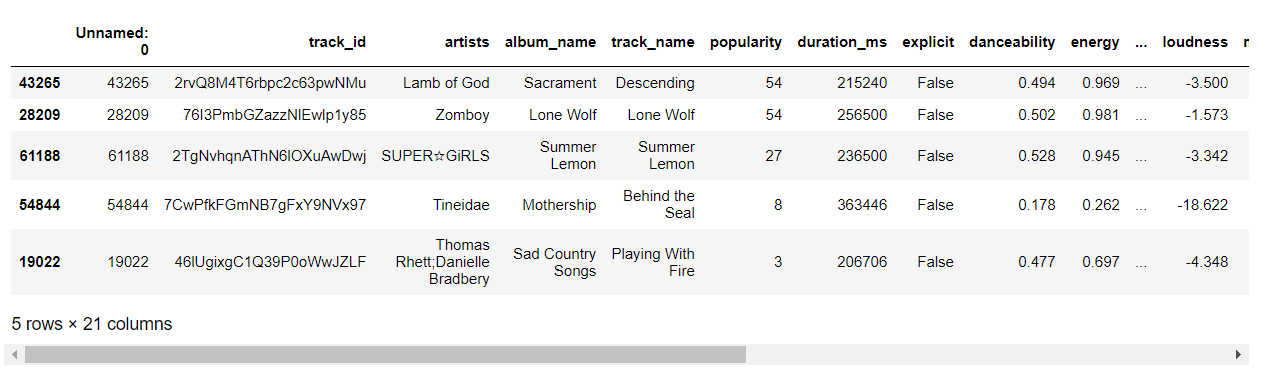 Unnamed: 0 track_id artists album_name track_name popularity duration_ms explicit danceability energy ... loudness
43265 43265 2rvQ8M4T6rbpc2c63pwNMu Lamb of God Sacrament Descending 54 215240 False 0.494 0.969 ... -3.500
28209 28209 76I3PmbGZazzNlEwlp1y85 Zomboy Lone Wolf Lone Wolf 54 256500 False 0.502 0.981 ... -1.573
61188 61188 2TgNvhqnAThN6lOXuAwDwj SUPER☆GiRLS Summer Lemon Summer Lemon 27 236500 False 0.528 0.945 ... -3.342
54844 54844 7CwPfkFGmNB7gFxY9NVx97 Tineidae Mothership Behind the Seal 8 363446 False 0.178 0.262 ... -18.622
19022 19022 46lUgixgC1Q39P0oWwJZLF Thomas Rhett;Danielle Bradbery Sad Country Songs Playing With Fire 3 206706 False 0.477 0.697 ... -4.348
5 rows × 21 columns